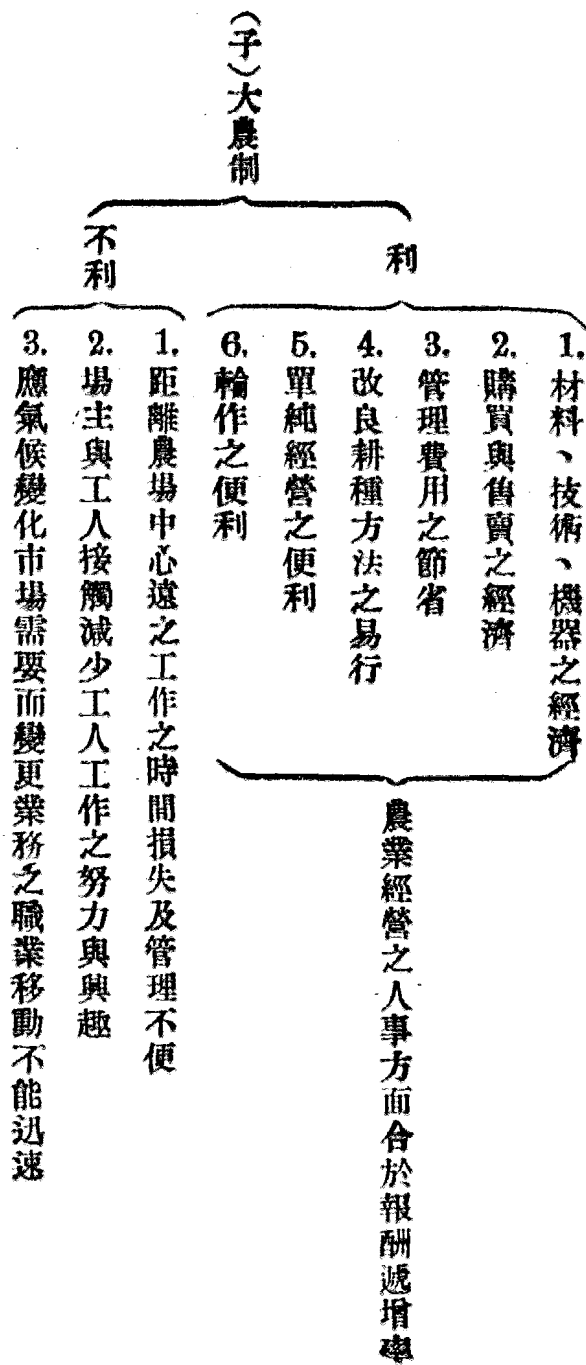 （子）大農制
利
1. 材料、技術、機器之經濟
2. 購買與售賣之經濟
3. 管理費用之節省
4. 改良耕種方法之易行
5. 單純經營之便利
6. 輪作之便利
農業經營之人事方面合於報酬遞增率
不利
1. 距離農場中心遠之工作之時間損失及管理不便
2. 場主與工人接觸減少工人工作之努力與興趣
3. 應氣候變化市場需要而變更業務之職業移動不能迅速